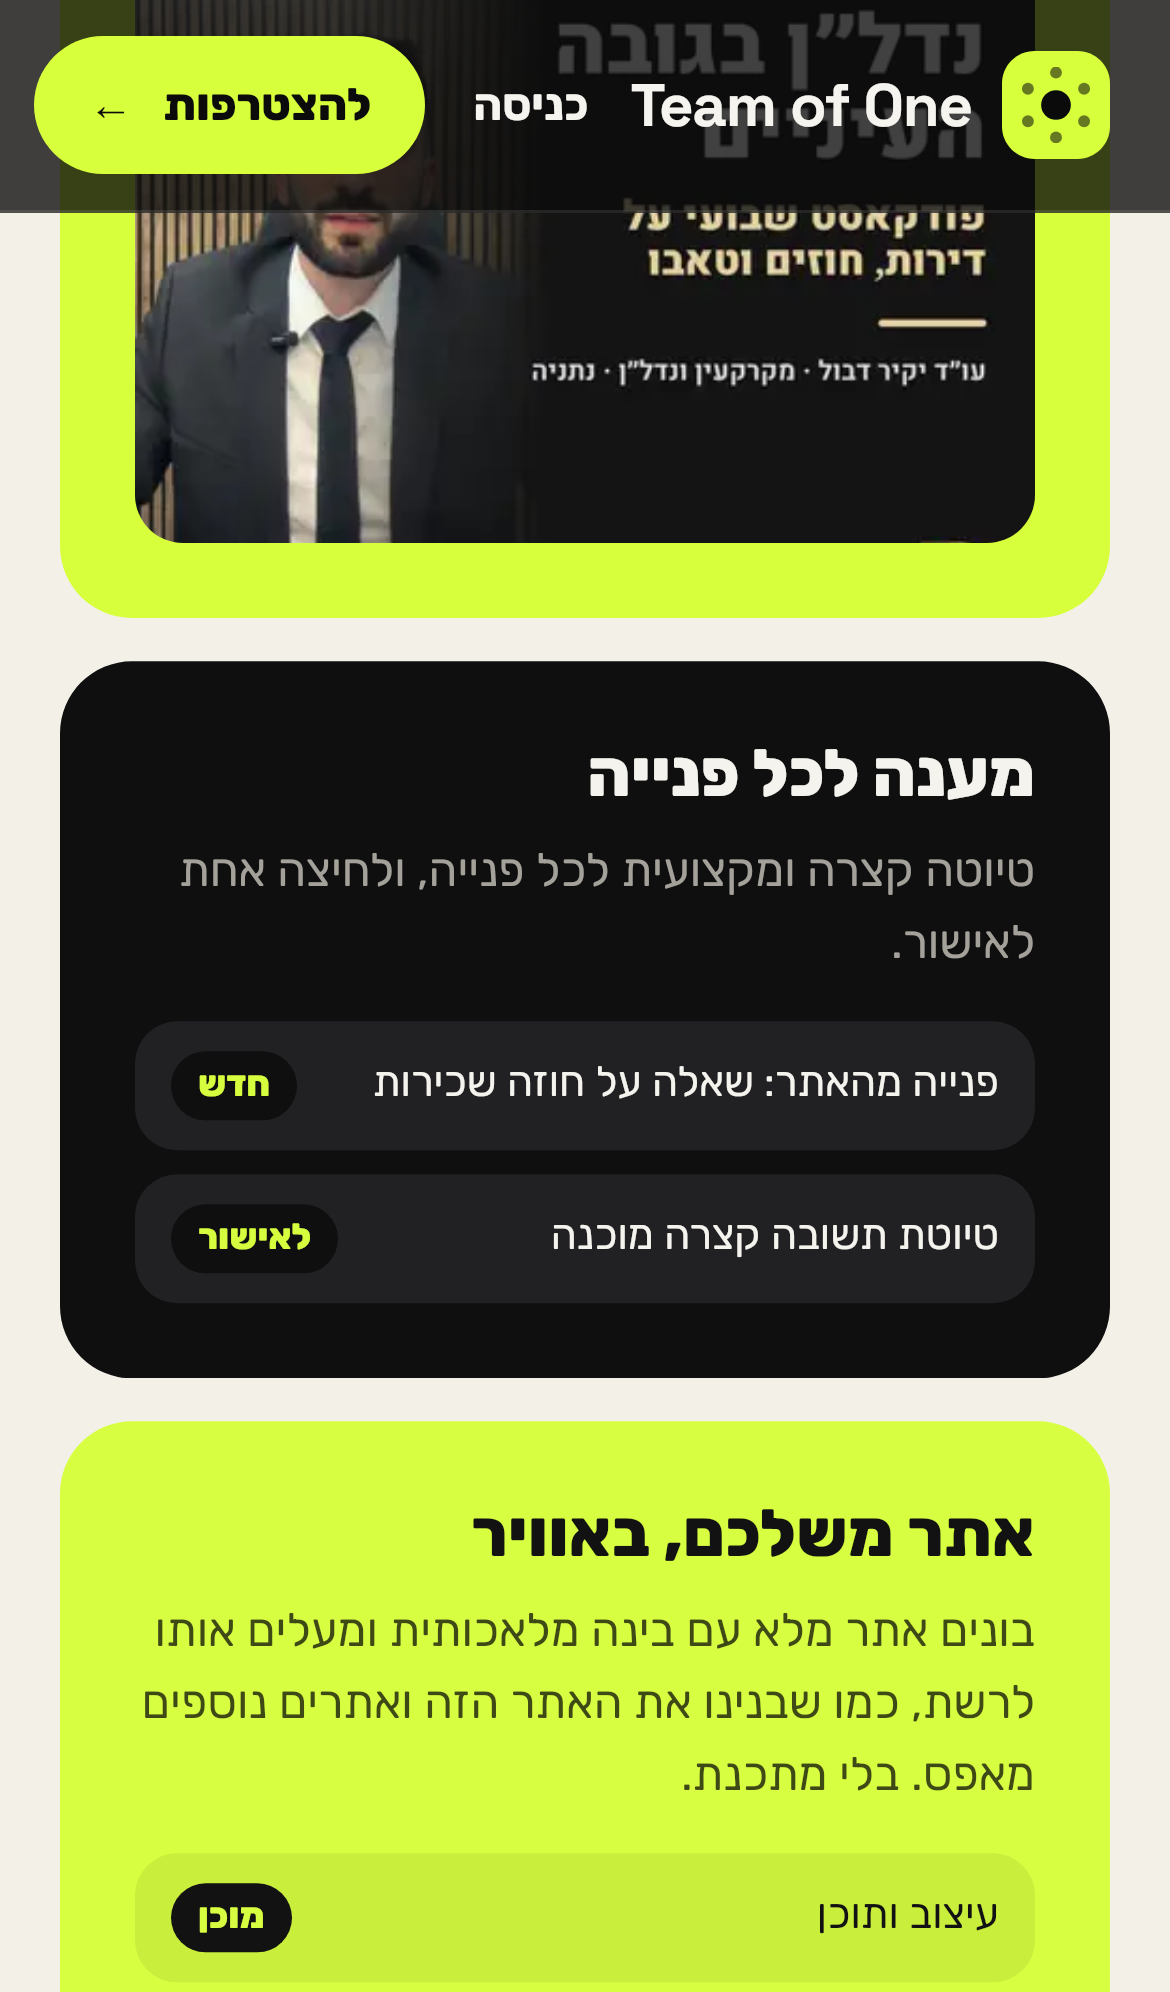 Team of One
כניסה
להצטרפות ←
נדל״ן בגובה
העיניים
פודקאסט שבועי על
דירות, חוזים וטאבו
עו״ד יקיר דבול · מקרקעין ונדל״ן · נתניה
מענה לכל פנייה
טיוטה קצרה ומקצועית לכל פנייה, ולחיצה אחת
לאישור.
פנייה מהאתר: שאלה על חוזה שכירות
חדש
טיוטת תשובה קצרה מוכנה
לאישור
אתר משלכם, באוויר
בונים אתר מלא עם בינה מלאכותית ומעלים אותו
לרשת, כמו שבנינו את האתר הזה ואתרים נוספים
מאפס. בלי מתכנת.
עיצוב ותוכן
מוכן